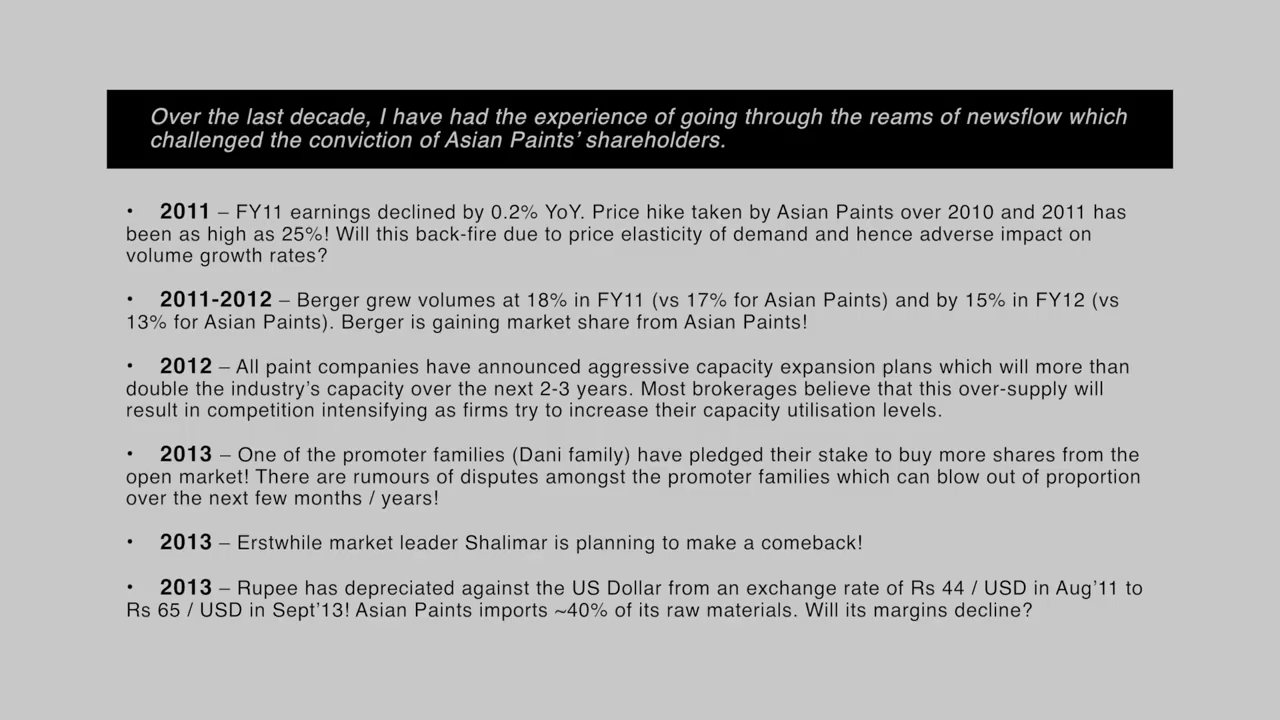 Over the last decade, I have had the experience of going through the reams of newsflow which
challenged the conviction of Asian Paints’ shareholders.
• 2011 – FY11 earnings declined by 0.2% YoY. Price hike taken by Asian Paints over 2010 and 2011 has
been as high as 25%! Will this back-fire due to price elasticity of demand and hence adverse impact on
volume growth rates?
• 2011-2012 – Berger grew volumes at 18% in FY11 (vs 17% for Asian Paints) and by 15% in FY12 (vs
13% for Asian Paints). Berger is gaining market share from Asian Paints!
• 2012 – All paint companies have announced aggressive capacity expansion plans which will more than
double the industry’s capacity over the next 2-3 years. Most brokerages believe that this over-supply will
result in competition intensifying as firms try to increase their capacity utilisation levels.
• 2013 – One of the promoter families (Dani family) have pledged their stake to buy more shares from the
open market! There are rumours of disputes amongst the promoter families which can blow out of proportion
over the next few months / years!
• 2013 – Erstwhile market leader Shalimar is planning to make a comeback!
• 2013 – Rupee has depreciated against the US Dollar from an exchange rate of Rs 44 / USD in Aug’11 to
Rs 65 / USD in Sept’13! Asian Paints imports ~40% of its raw materials. Will its margins decline?